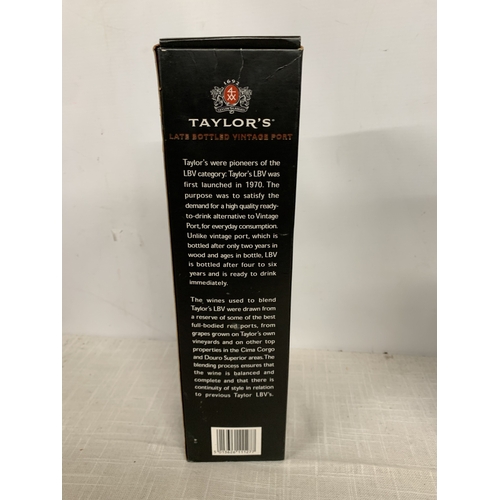 1692
TAYLOR'S
LATE BOTTLED VINTAGE PORT
Taylor's were pioneers of the
LBV category: Taylor's LBV was
first launched in 1970. The
purpose was to satisfy the
demand for a high quality ready-
to-drink alternative to Vintage
Port, for everyday consumption.
Unlike vintage port, which is
bottled after only two years in
wood and ages in bottle, LBV
is bottled after four to six
years and is ready to drink
immediately.
The wines used to blend
Taylor's LBV were drawn from
a reserve of some of the best
full-bodied red ports, from
grapes grown on Taylor's own
vineyards and on other top
properties in the Cima Corgo
and Douro Superior areas. The
blending process ensures that
the wine is balanced and
complete and that there is
continuity of style in relation
to previous Taylor LBV's.